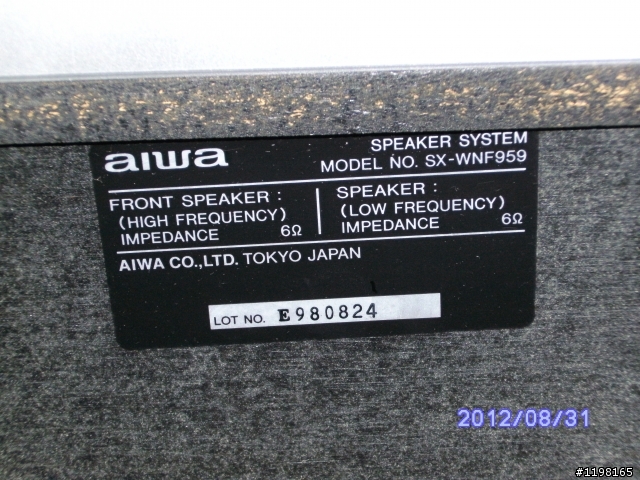 aiwa
SPEAKER SYSTEM
MODEL NO. SX-WNF959
FRONT SPEAKER :
(HIGH FREQUENCY)
IMPEDANCE 6Ω
SPEAKER :
(LOW FREQUENCY)
IMPEDANCE 6Ω
AIWA CO.,LTD. TOKYO JAPAN
LOT NO. E980824
2012/08/31
#1198165